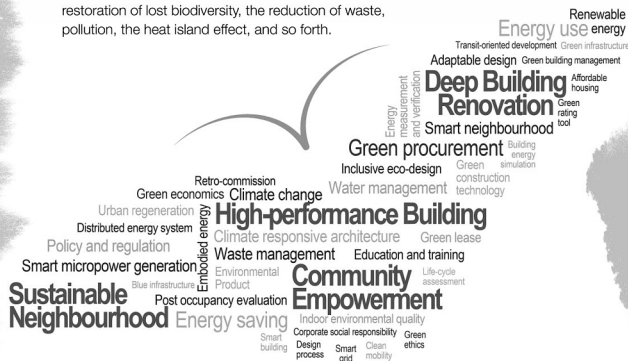 restoration of lost biodiversity, the reduction of waste,
pollution, the heat island effect, and so forth.
Renewable
energy
Energy use
Transit-oriented development
Green infrastructure
Adaptable design
Green building management
Energy
measurement
and verification
Deep Building
Renovation
Affordable
housing
Green
rating
tool
Smart neighbourhood
Green procurement
Building
energy
simulation
Inclusive eco-design
Green
construction
technology
Retro-commission
Water management
Green economics
Climate change
Urban regeneration
Embodied energy
High-performance Building
Distributed energy system
Climate responsive architecture
Green lease
Policy and regulation
Waste management
Education and training
Smart micropower generation
Environmental
Product
Community
Empowerment
Life-cycle
assessment
Blue infrastructure
Sustainable
Neighbourhood
Post occupancy evaluation
Energy saving
Indoor environmental quality
Smart
building
Corporate social responsibility
Green
ethics
Design
process
Smart
grid
Clean
mobility